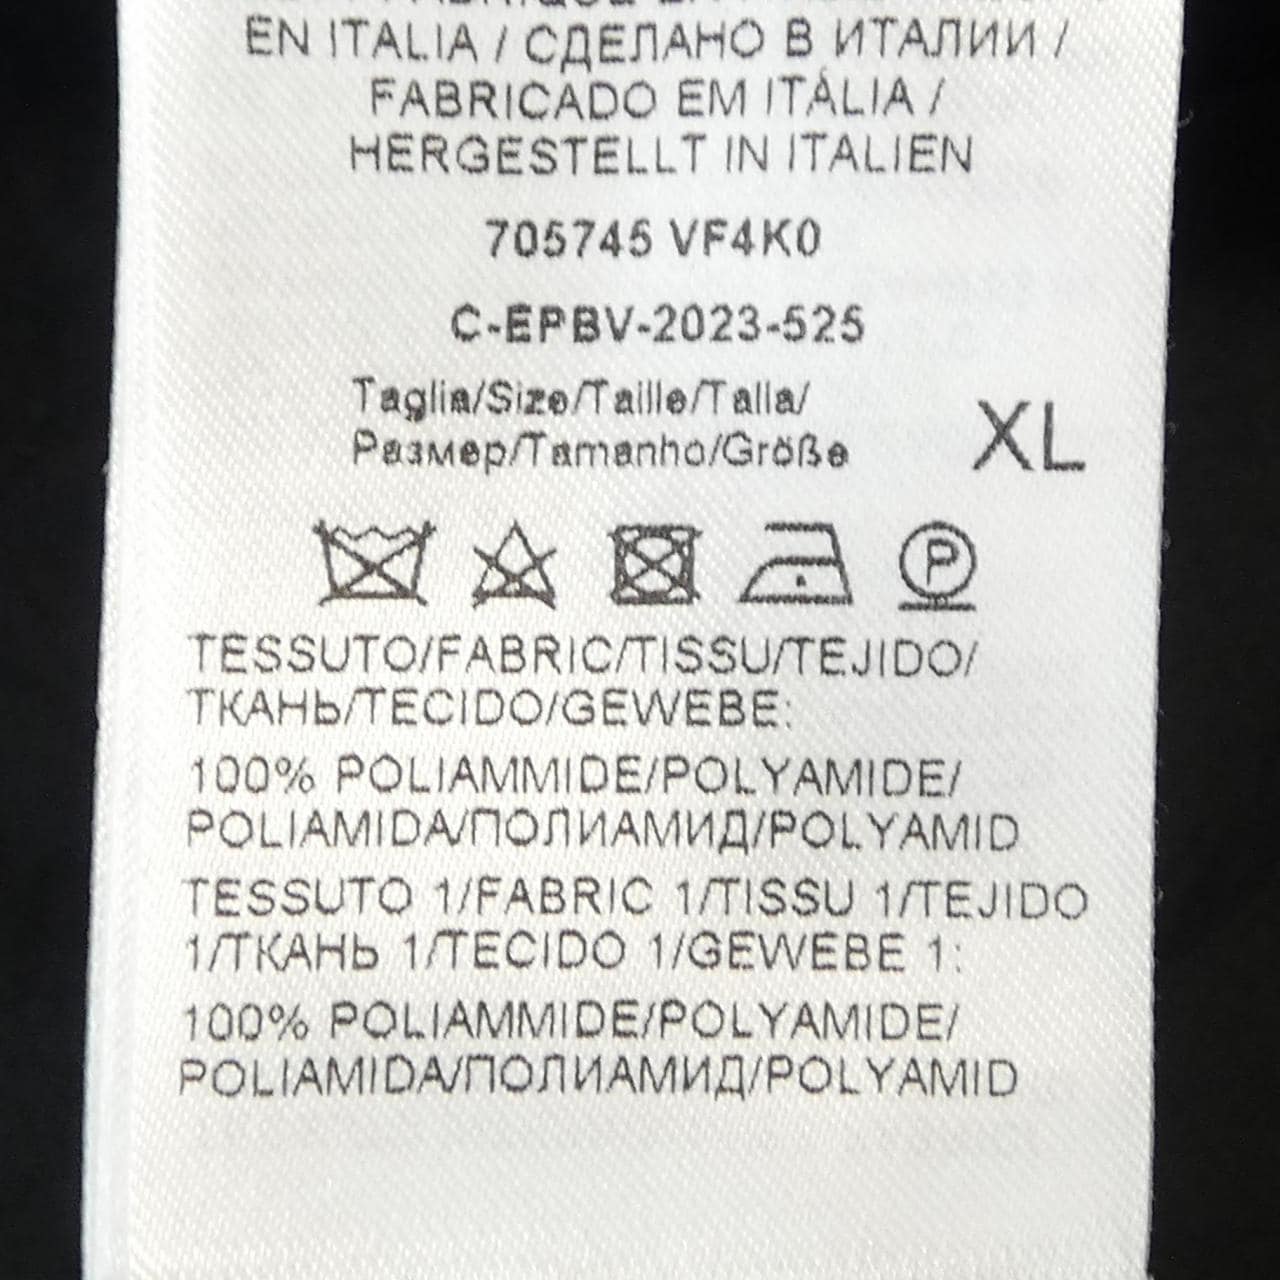 EN ITALIA / СДЕЛАНО В ИТАЛИИ /
FABRICADO EM ITÁLIA /
HERGESTELLT IN ITALIEN
705745 VF4K0
C-EPBV-2023-525
Taglia/Size/Taille/Talla/
Размер/Tamanho/Größe
XL
P
TESSUTO/FABRIC/TISSU/TEJIDO/
ТКАНЬ/TECIDO/GEWEBE:
100% POLIAMMIDE/POLYAMIDE/
POLIAMIDA/ПОЛИАМИД/POLYAMID
TESSUTO 1/FABRIC 1/TISSU 1/TEJIDO
1/ТКАНЬ 1/TECIDO 1/GEWEBE 1:
100% POLIAMMIDE/POLYAMIDE/
POLIAMIDA/ПОЛИАМИД/POLYAMID